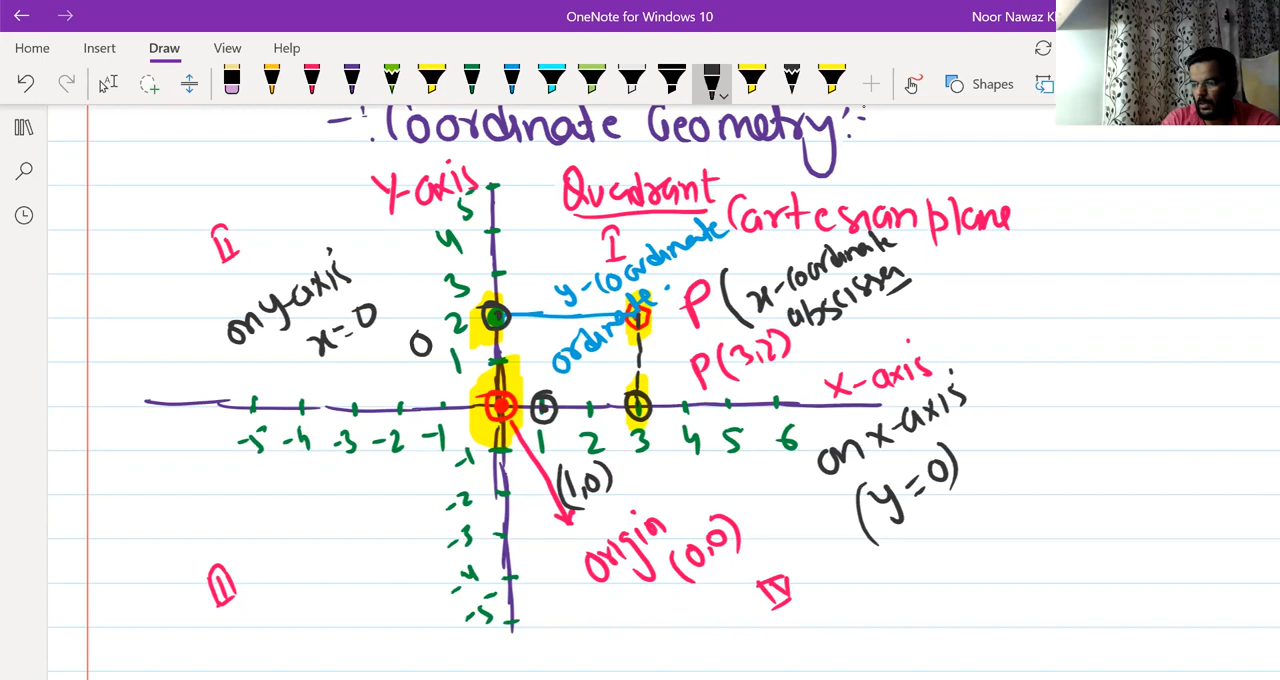 OneNote for Windows 10
Noor Nawaz K
Home Insert Draw View Help
Shapes
-:. Coordinate Geometry :-
Y-axis
Quadrant
Cartesian plane
II
I
5
4
3
2
1
y-coordinate
ordinate.
P (x-coordinate
abscissa
on y-axis
x=0
0
P(3,2)
X-axis
-5 -4 -3 -2 -1 1 2 3 4 5 6
on x-axis
(y=0)
(1,0)
origin
(0,0)
-1
-2
-3
-4
-5
IV